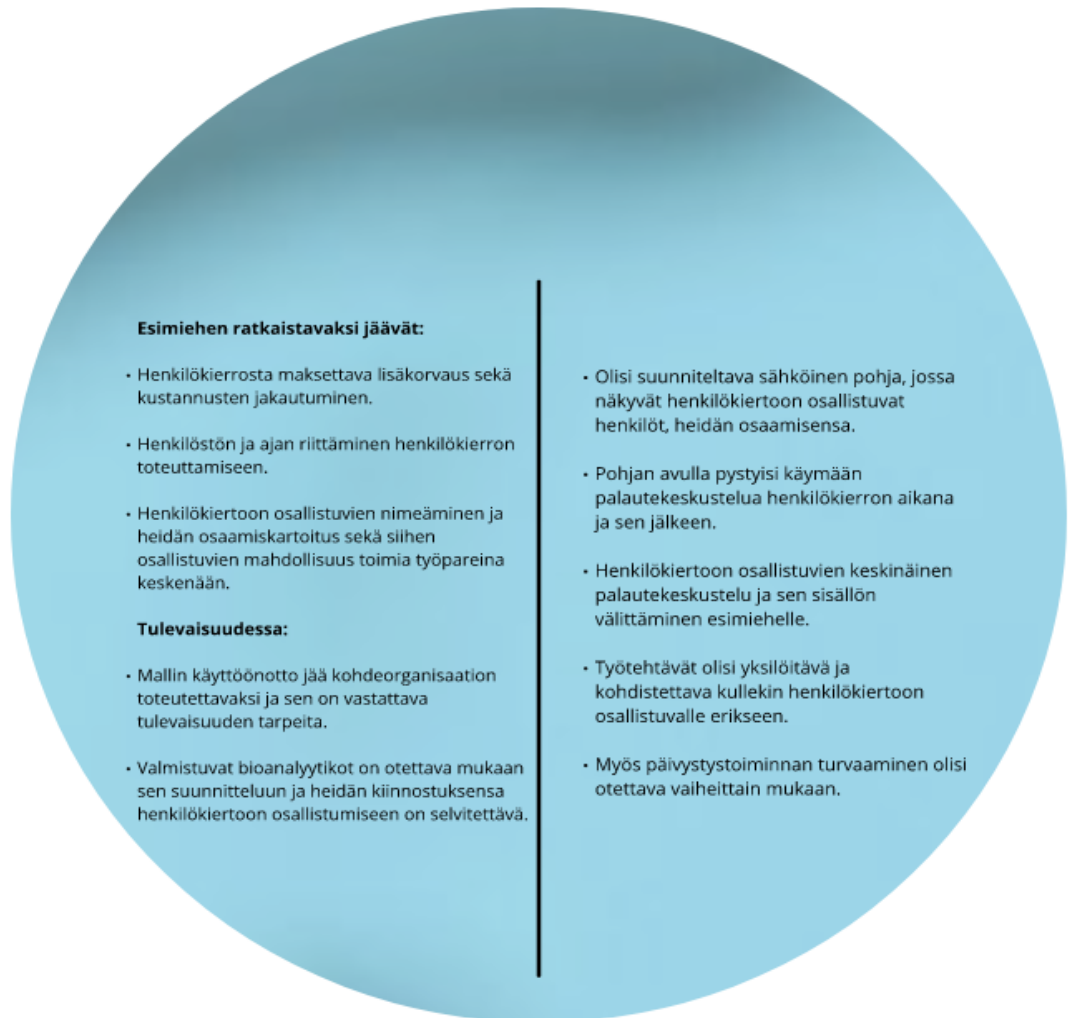 Esimiehen ratkaistavaksi jäävät:
• Henkilökierrosta maksettava lisäkorvaus sekä
kustannusten jakautuminen.
• Henkilöstön ja ajan riittäminen henkilökierron
toteuttamiseen.
• Henkilökiertoon osallistuvien nimeäminen ja
heidän osaamiskartoitus sekä siihen
osallistuvien mahdollisuus toimia työpareina
keskenään.
Tulevaisuudessa:
• Mallin käyttöönotto jää kohdeorganisaation
toteutettavaksi ja sen on vastattava
tulevaisuuden tarpeita.
• Valmistuvat bioanalyytikot on otettava mukaan
sen suunnitteluun ja heidän kiinnostuksensa
henkilökiertoon osallistumiseen on selvitettävä.
• Olisi suunniteltava sähköinen pohja, jossa
näkyvät henkilökiertoon osallistuvat
henkilöt, heidän osaamisensa.
• Pohjan avulla pystyisi käymään
palautekeskustelua henkilökierron aikana
ja sen jälkeen.
• Henkilökiertoon osallistuvien keskinäinen
palautekeskustelu ja sen sisällön
välittäminen esimiehelle.
• Työtehtävät olisi yksilöitävä ja
kohdistettava kullekin henkilökiertoon
osallistuvalle erikseen.
• Myös päivystystoiminnan turvaaminen olisi
otettava vaiheittain mukaan.